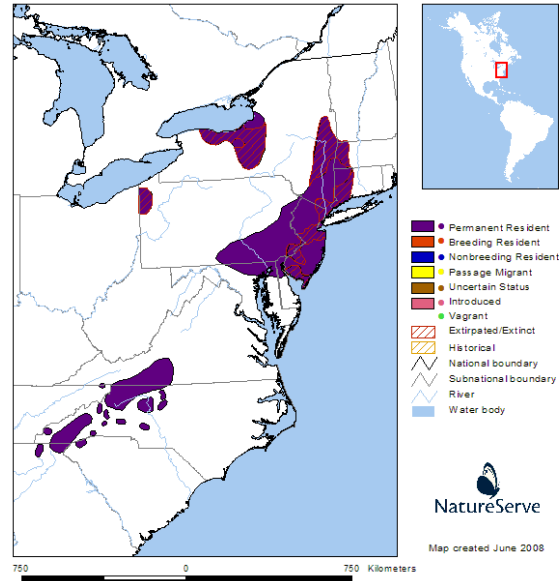 Permanent Resident
Breeding Resident
Nonbreeding Resident
Passage Migrant
Uncertain Status
Introduced
Vagrant
Extirpated/Extinct
Historical
National boundary
Subnational boundary
River
Water body
NatureServe
Map created June 2008
750 0 750 Kilometers